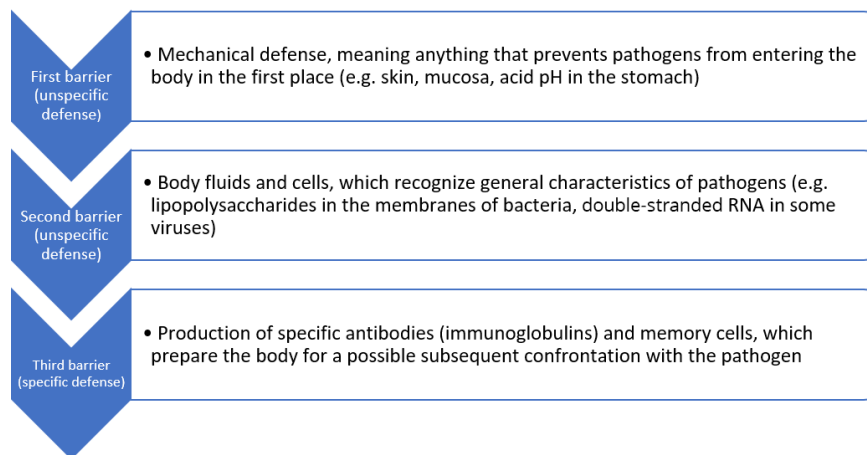 First barrier
(unspecific
defense)
• Mechanical defense, meaning anything that prevents pathogens from entering the
body in the first place (e.g. skin, mucosa, acid pH in the stomach)
Second barrier
(unspecific
defense)
• Body fluids and cells, which recognize general characteristics of pathogens (e.g.
lipopolysaccharides in the membranes of bacteria, double-stranded RNA in some
viruses)
Third barrier
(specific defense)
• Production of specific antibodies (immunoglobulins) and memory cells, which
prepare the body for a possible subsequent confrontation with the pathogen